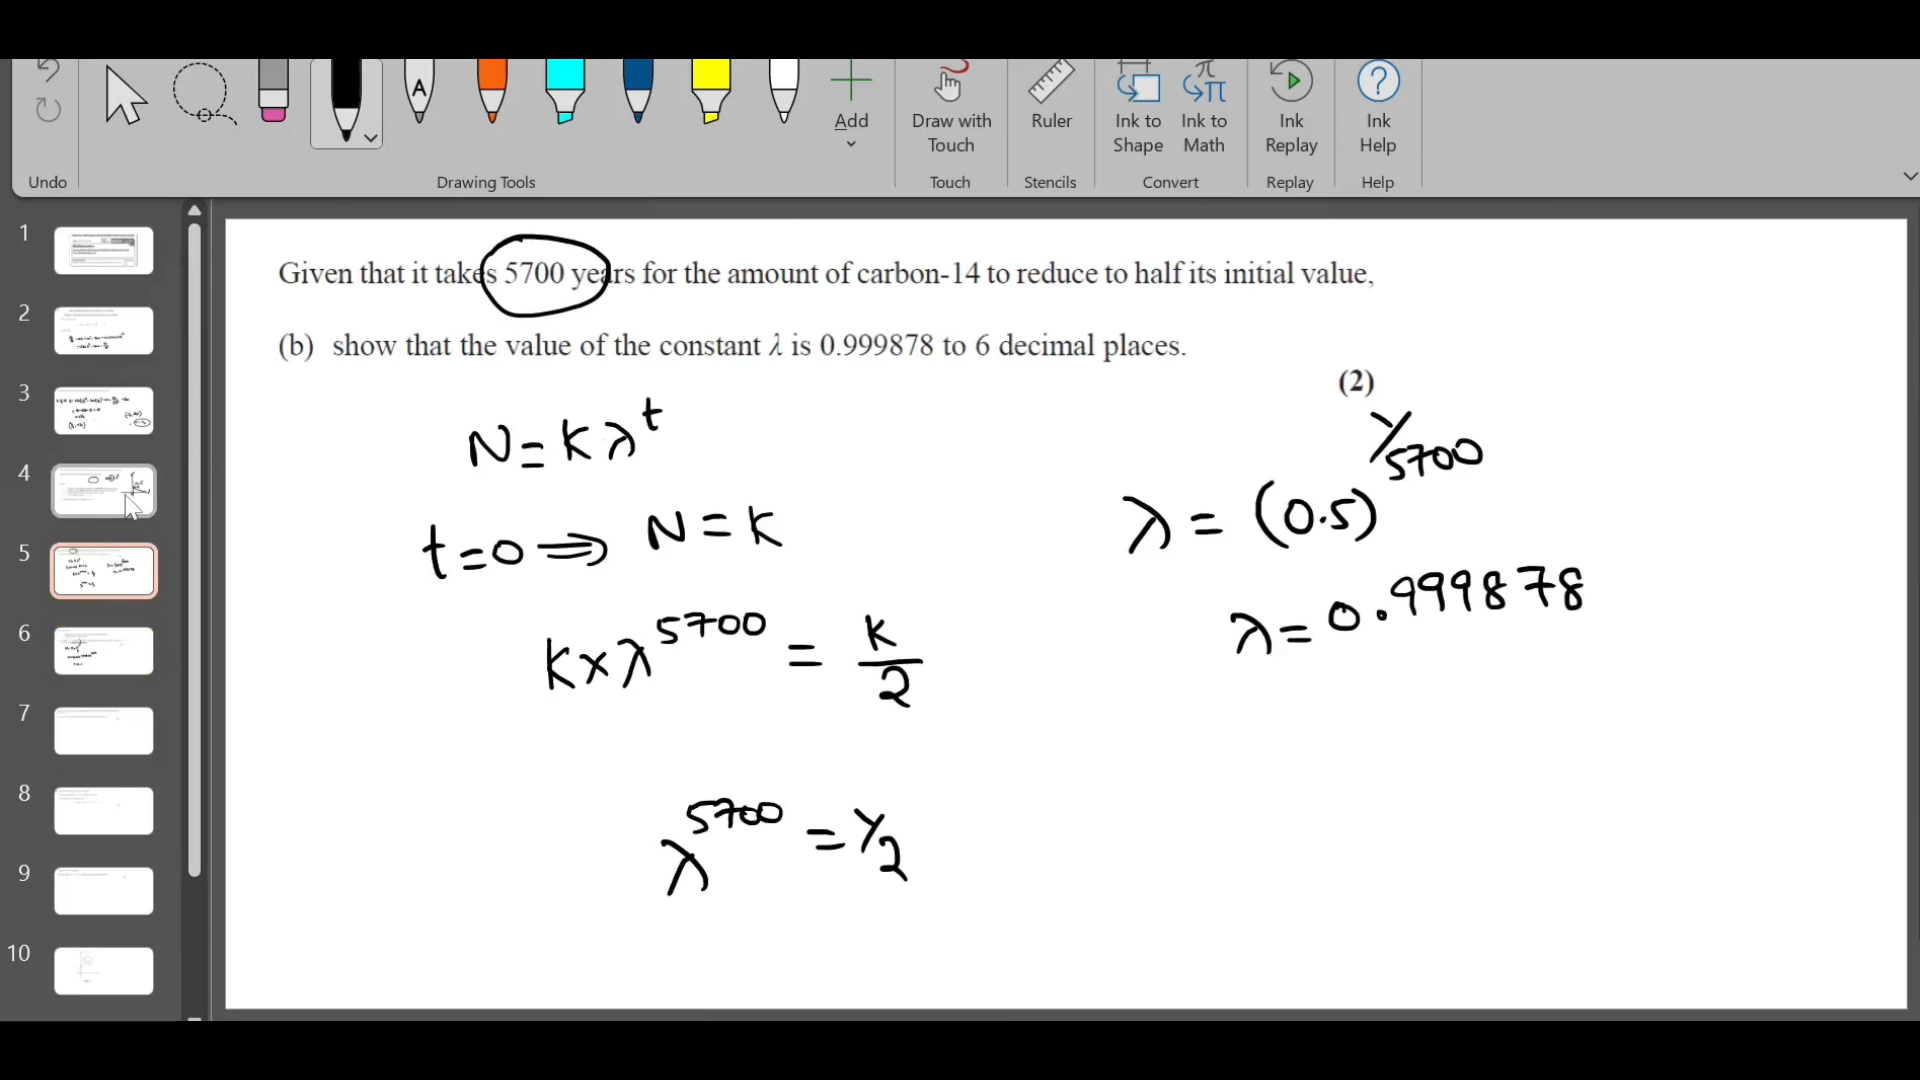 Add
Draw with Touch
Ruler
Ink to Shape
Ink to Math
Ink Replay
Ink Help
Undo
Drawing Tools
Touch
Stencils
Convert
Replay
Help
1
2
3
4
5
6
7
8
9
10
Given that it takes 5700 years for the amount of carbon-14 to reduce to half its initial value,
(b) show that the value of the constant λ is 0.999878 to 6 decimal places.
(2)
N = K λ^t
t=0 ⟹ N = K
K × λ^5700 = K/2
λ^5700 = 1/2
λ = (0.5)^1/5700
λ = 0.999878